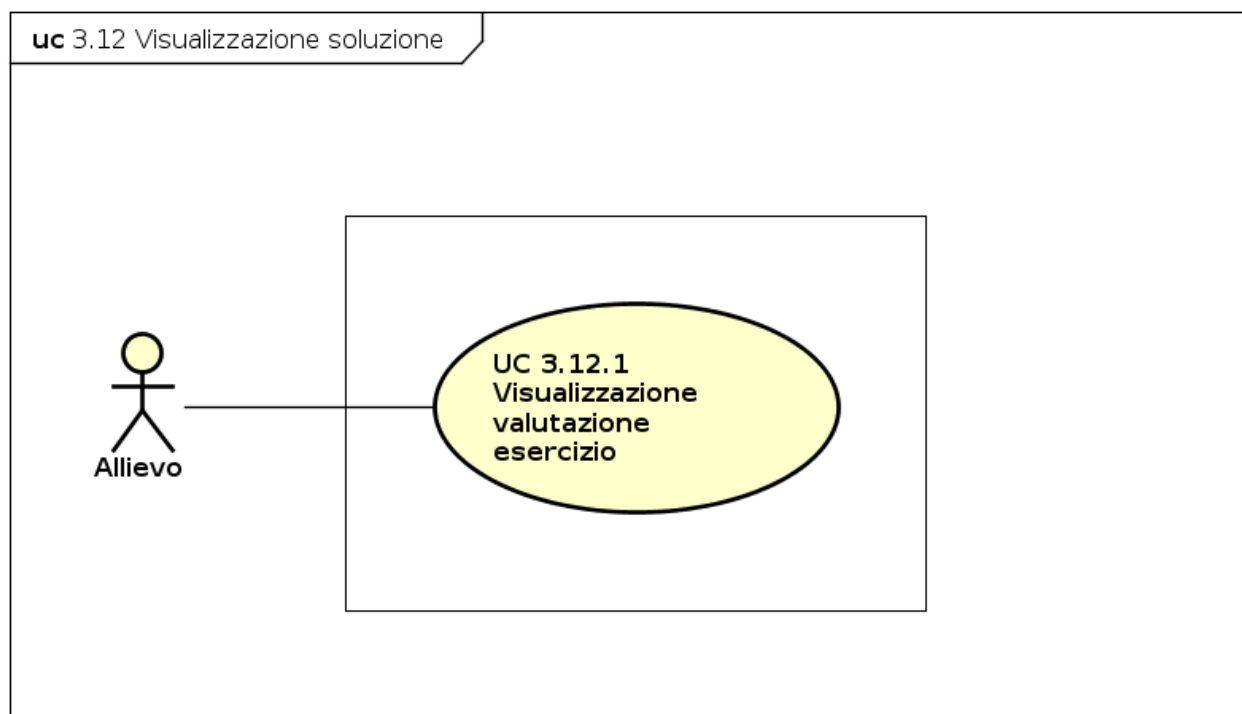 uc 3.12 Visualizzazione soluzione
UC 3.12.1
Visualizzazione
valutazione
esercizio
Allievo